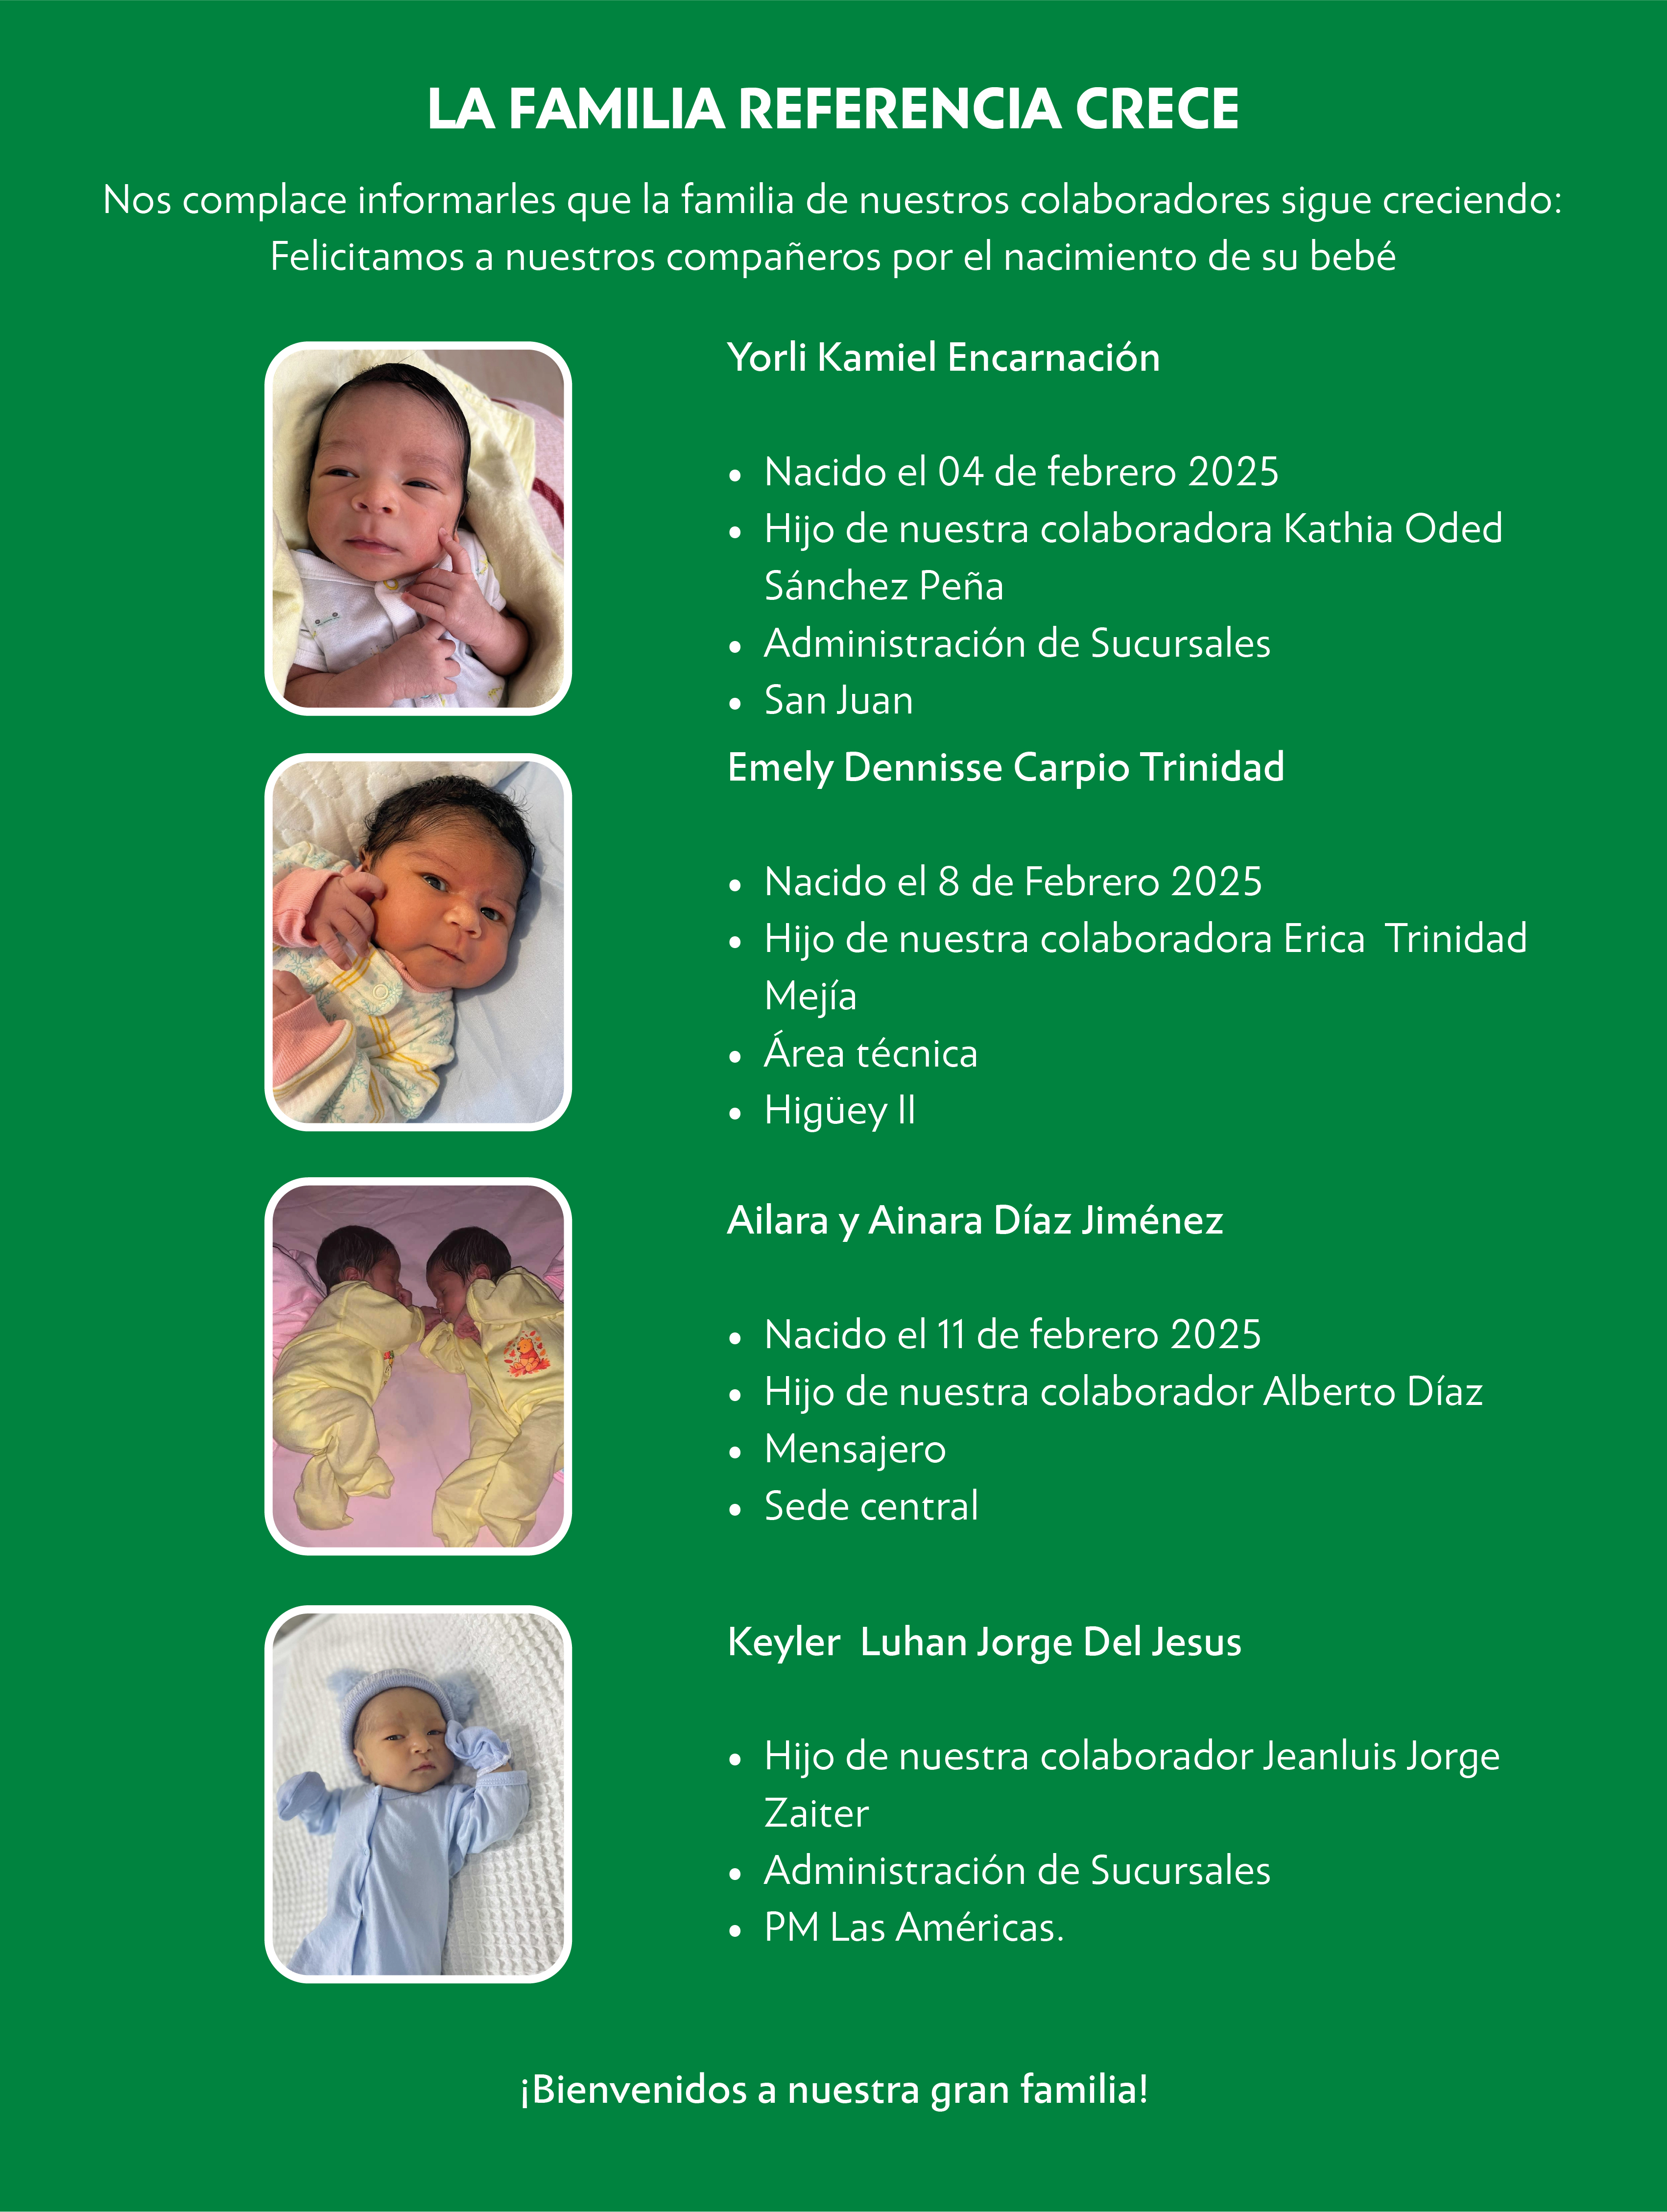 LA FAMILIA REFERENCIA CRECE
Nos complace informarles que la familia de nuestros colaboradores sigue creciendo:
Felicitamos a nuestros compañeros por el nacimiento de su bebé
Yorli Kamiel Encarnación
• Nacido el 04 de febrero 2025
• Hijo de nuestra colaboradora Kathia Oded
Sánchez Peña
• Administración de Sucursales
• San Juan
Emely Dennisse Carpio Trinidad
• Nacido el 8 de Febrero 2025
• Hijo de nuestra colaboradora Erica  Trinidad
Mejía
• Área técnica
• Higüey II
Ailara y Ainara Díaz Jiménez
• Nacido el 11 de febrero 2025
• Hijo de nuestra colaborador Alberto Díaz
• Mensajero
• Sede central
Keyler  Luhan Jorge Del Jesus
• Hijo de nuestra colaborador Jeanluis Jorge
Zaiter
• Administración de Sucursales
• PM Las Américas.
¡Bienvenidos a nuestra gran familia!